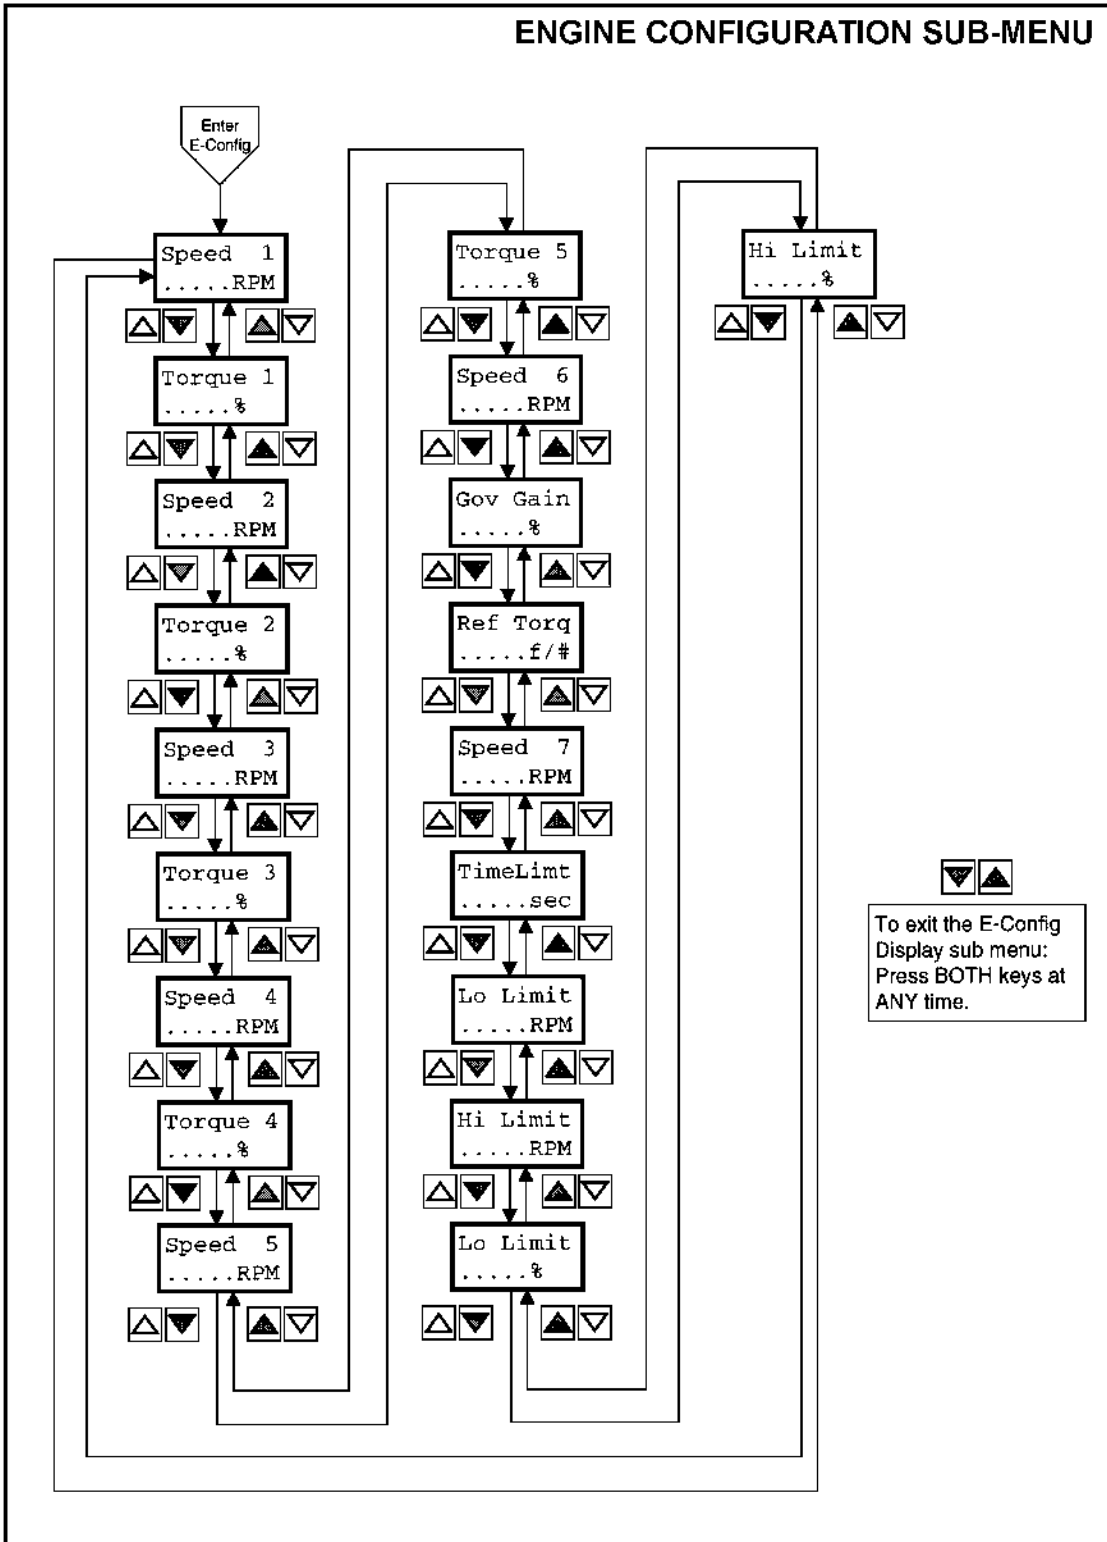 ENGINE CONFIGURATION SUB-MENU
Enter
E-Config
Speed 1
.....RPM
Torque 1
.....%
Speed 2
.....RPM
Torque 2
.....%
Speed 3
.....RPM
Torque 3
.....%
Speed 4
.....RPM
Torque 4
.....%
Speed 5
.....RPM
Torque 5
.....%
Speed 6
.....RPM
Gov Gain
.....%
Ref Torq
.....f/#
Speed 7
.....RPM
TimeLimt
.....sec
Lo Limit
.....RPM
Hi Limit
.....RPM
Lo Limit
.....%
Hi Limit
.....%
To exit the E-Config
Display sub menu:
Press BOTH keys at
ANY time.